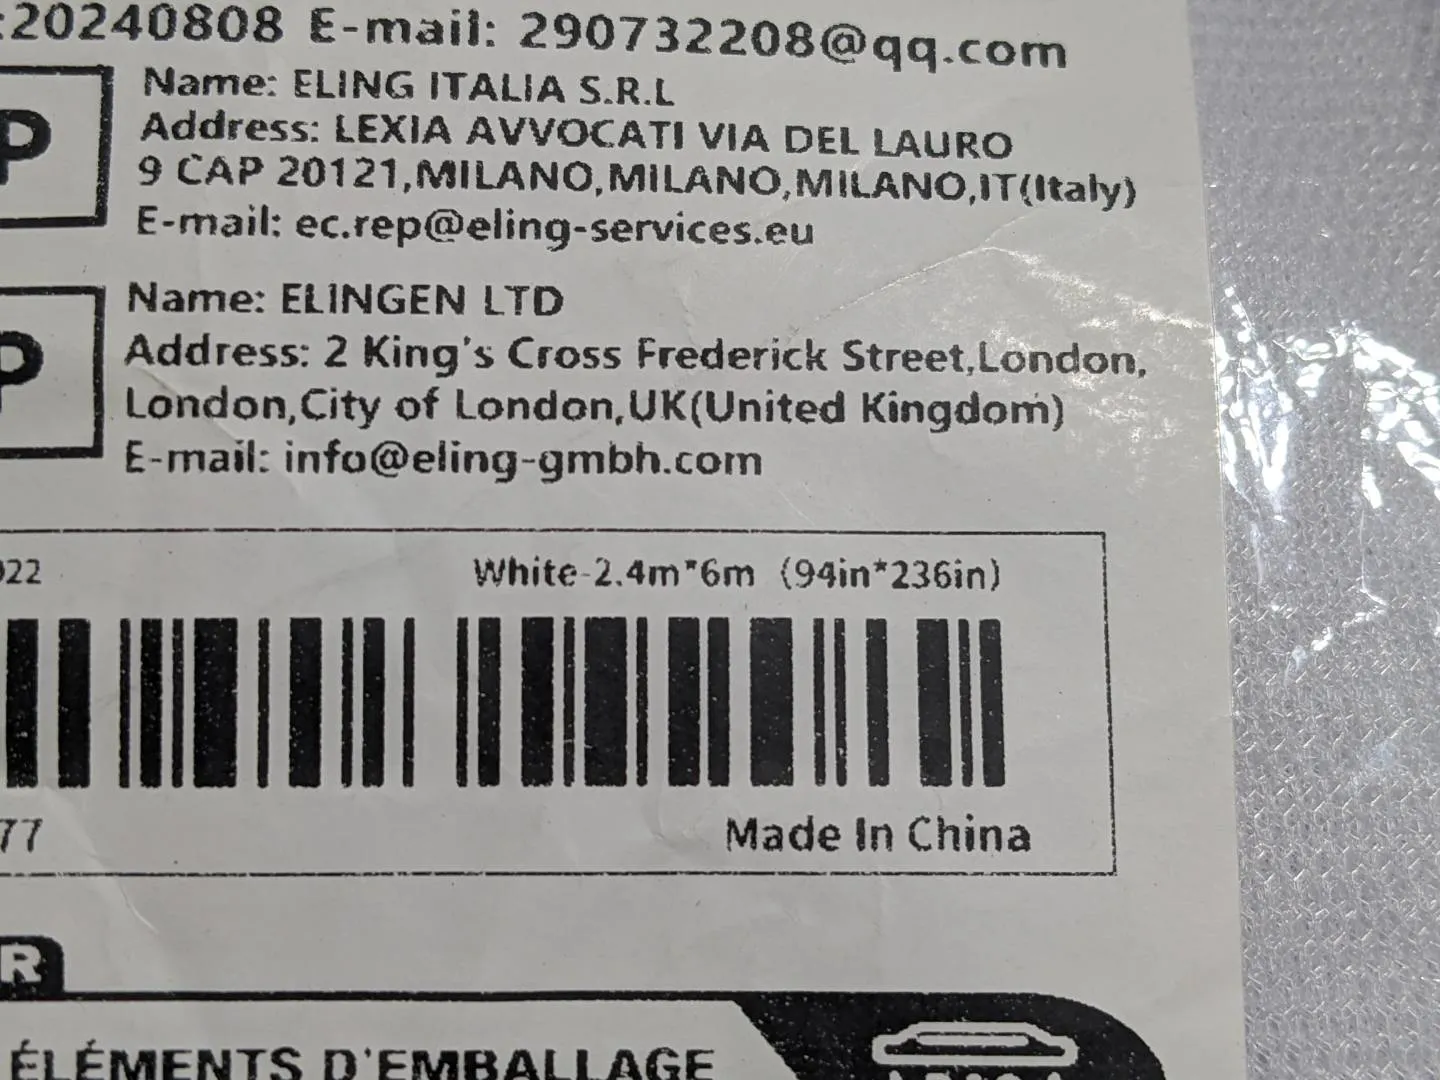 :20240808 E-mail: 290732208@qq.com
P
Name: ELING ITALIA S.R.L
Address: LEXIA AVVOCATI VIA DEL LAURO
9 CAP 20121,MILANO,MILANO,MILANO,IT(Italy)
E-mail: ec.rep@eling-services.eu
P
Name: ELINGEN LTD
Address: 2 King's Cross Frederick Street,London,
London,City of London,UK(United Kingdom)
E-mail: info@eling-gmbh.com
22
White-2.4m*6m (94in*236in)
77
Made In China
R
ÉLÉMENTS D'EMBALLAGE